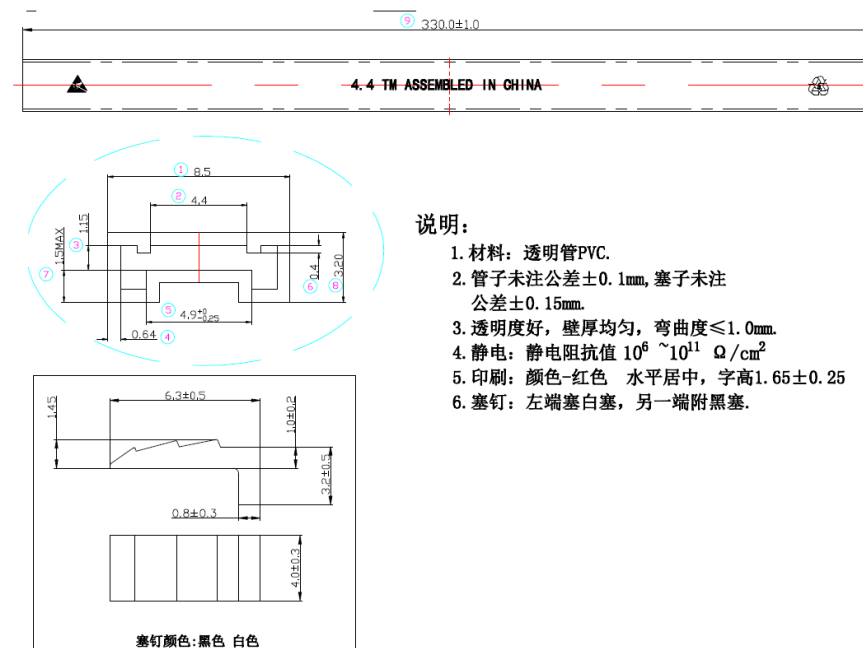 ⑨ 330.0±1.0
4.4 TM ASSEMBLED IN CHINA
① 8.5
② 4.4
1.15
③
1.5MAX
⑦
0.4
⑥
3.20
⑧
⑤ 4.9+0 -0.25
0.64 ④
说明:
1.材料: 透明管PVC.
2.管子未注公差±0.1mm,塞子未注
公差±0.15mm.
3.透明度好, 壁厚均匀, 弯曲度≤1.0mm.
4.静电: 静电阻抗值 10^6 ~10^11 Ω/cm^2
5.印刷: 颜色-红色 水平居中, 字高1.65±0.25
6.塞钉: 左端塞白塞, 另一端附黑塞.
6.3±0.5
1.45
1.0±0.2
3.2±0.5
0.8±0.3
4.0±0.3
塞钉颜色:黑色 白色